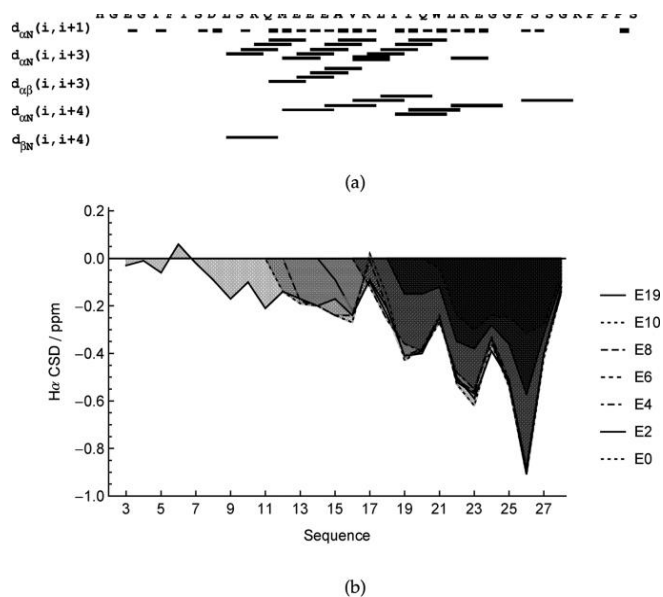 dαN(i,i+1)
dαN(i,i+3)
dαβ(i,i+3)
dαN(i,i+4)
dβN(i,i+4)
(a)
0.2
0.0
−0.2
−0.4
−0.6
−0.8
−1.0
Hα CSD / ppm
3 5 7 9 11 13 15 17 19 21 23 25 27
Sequence
E19
E10
E8
E6
E4
E2
E0
(b)